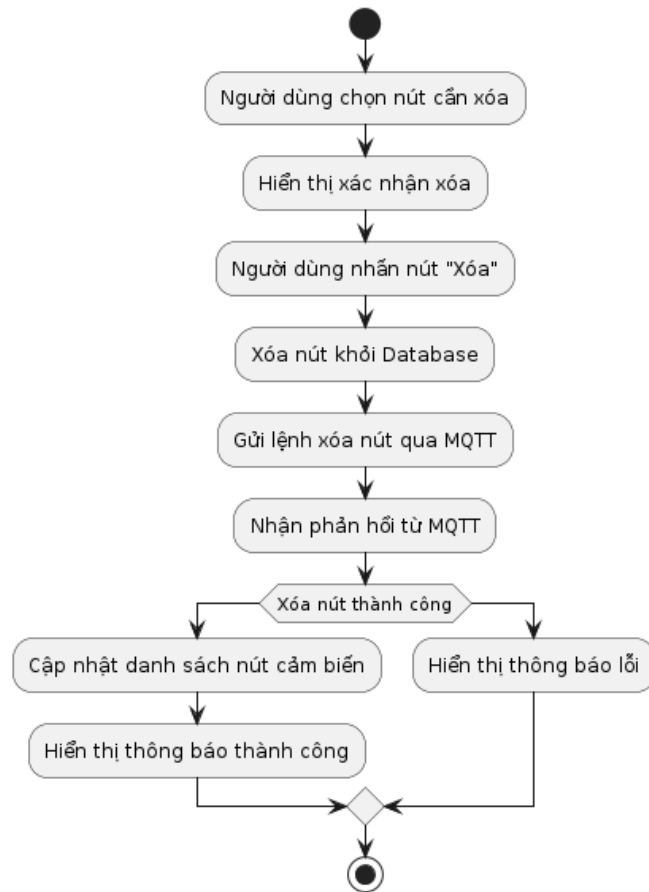 Người dùng chọn nút cần xóa
Hiển thị xác nhận xóa
Người dùng nhấn nút "Xóa"
Xóa nút khỏi Database
Gửi lệnh xóa nút qua MQTT
Nhận phản hồi từ MQTT
Xóa nút thành công
Cập nhật danh sách nút cảm biến
Hiển thị thông báo lỗi
Hiển thị thông báo thành công